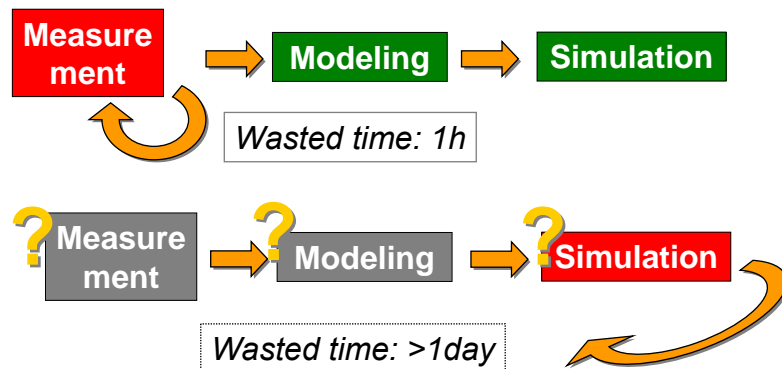 Measure
ment
Modeling
Simulation
Wasted time: 1h
?
Measure
ment
?
Modeling
?
Simulation
Wasted time: >1day